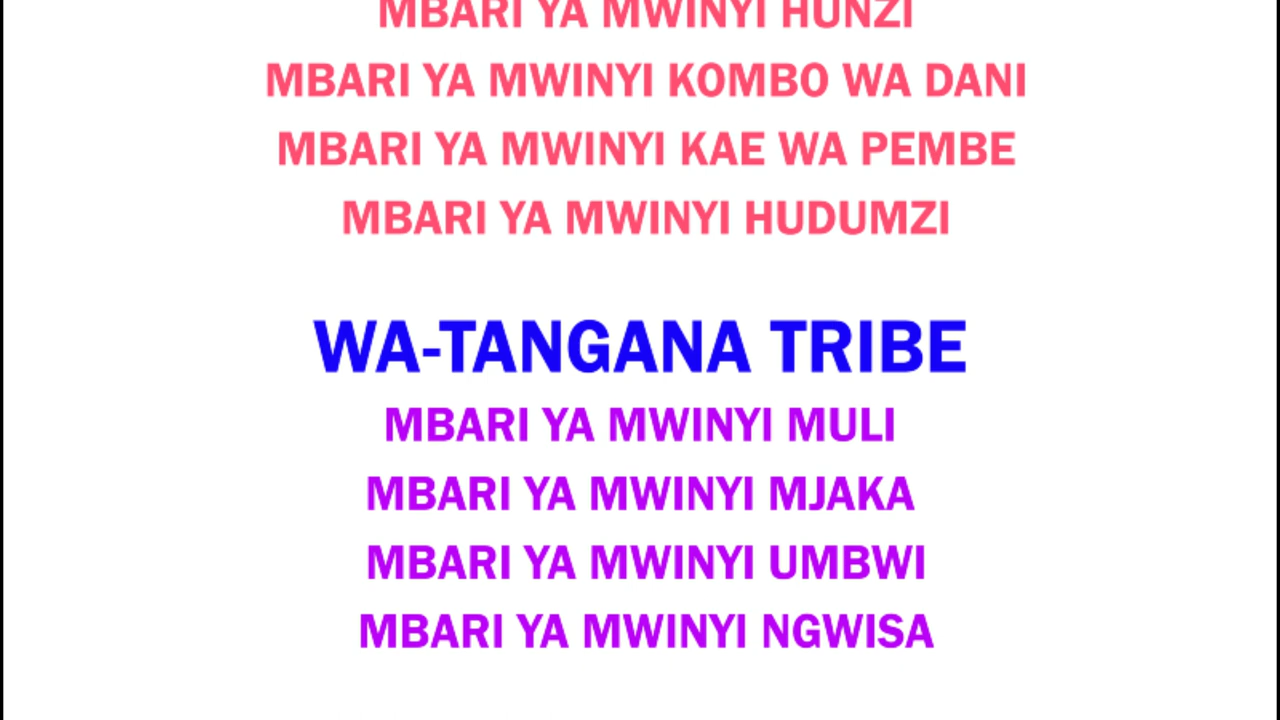 MBARI YA MWINYI HUNZI
MBARI YA MWINYI KOMBO WA DANI
MBARI YA MWINYI KAE WA PEMBE
MBARI YA MWINYI HUDUMZI
WA-TANGANA TRIBE
MBARI YA MWINYI MULI
MBARI YA MWINYI MJAKA
MBARI YA MWINYI UMBWI
MBARI YA MWINYI NGWISA